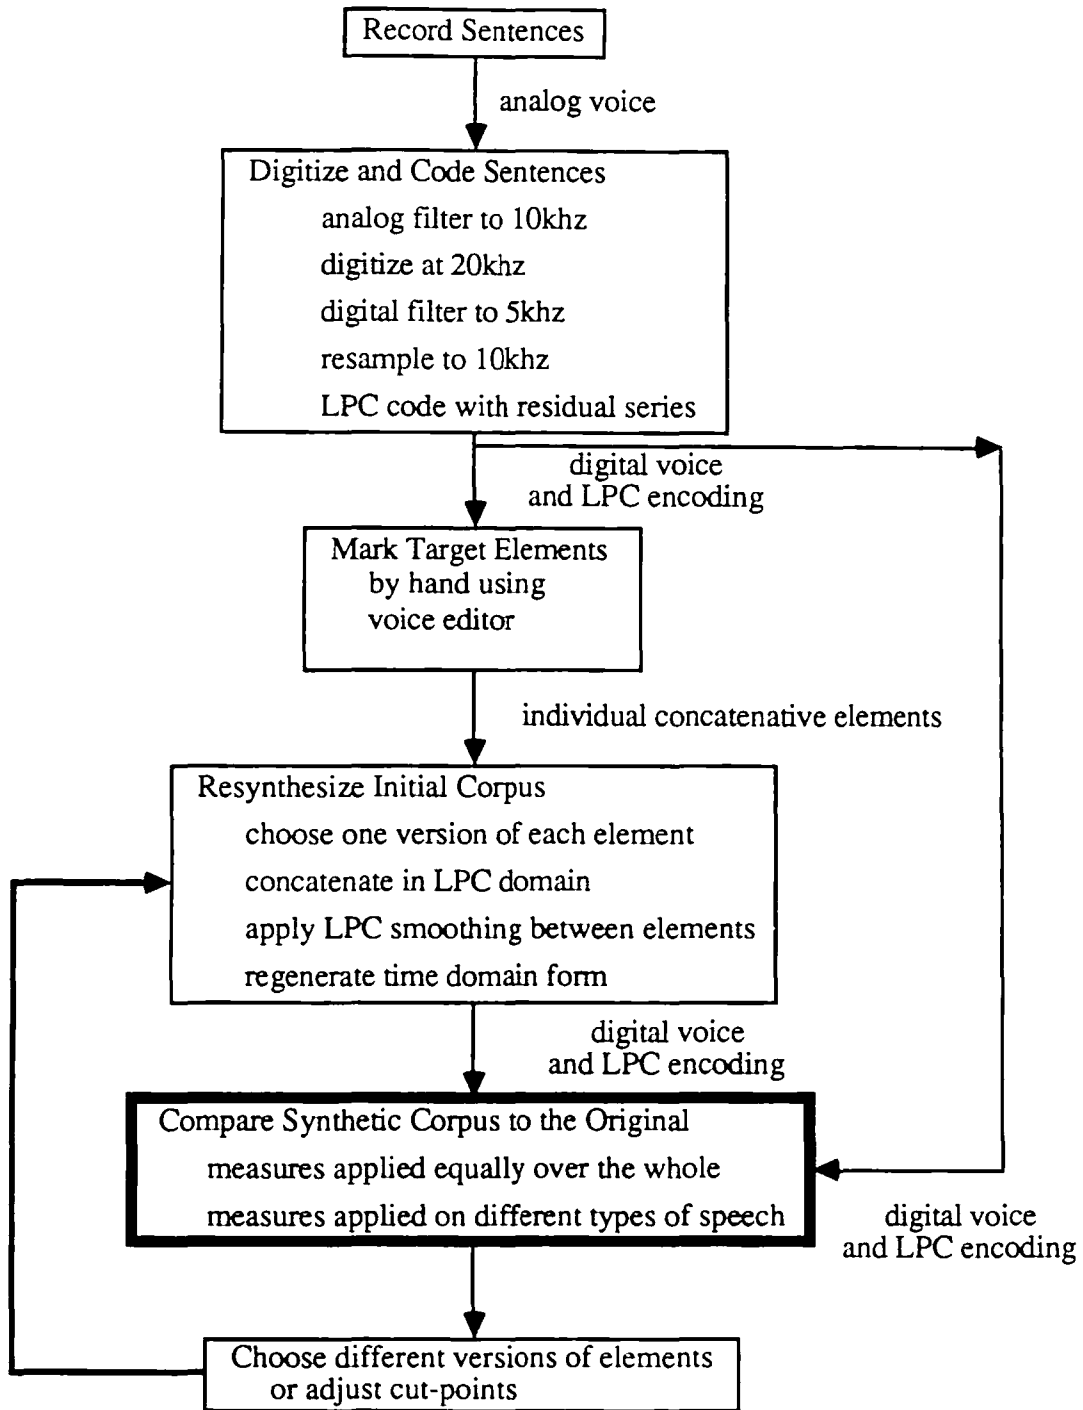 Record Sentences
analog voice
Digitize and Code Sentences
analog filter to 10khz
digitize at 20khz
digital filter to 5khz
resample to 10khz
LPC code with residual series
digital voice
and LPC encoding
Mark Target Elements
by hand using
voice editor
individual concatenative elements
Resynthesize Initial Corpus
choose one version of each element
concatenate in LPC domain
apply LPC smoothing between elements
regenerate time domain form
digital voice
and LPC encoding
Compare Synthetic Corpus to the Original
measures applied equally over the whole
measures applied on different types of speech
digital voice
and LPC encoding
Choose different versions of elements
or adjust cut-points